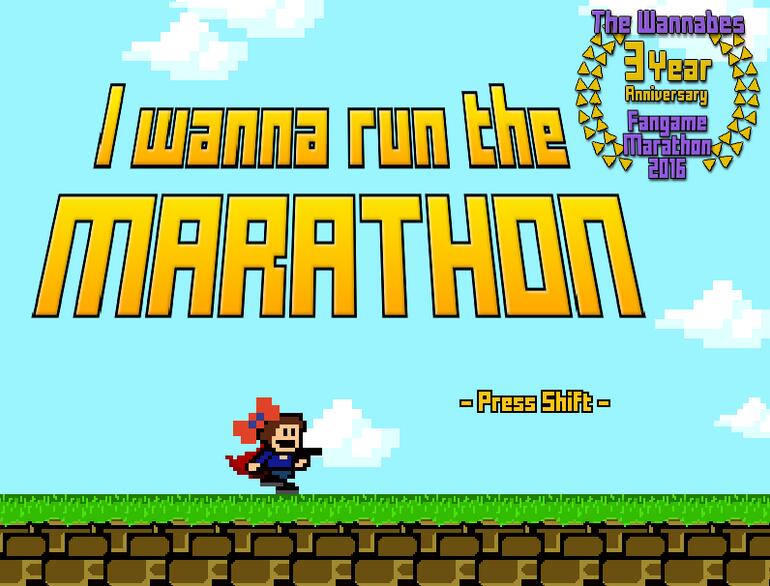 The Wannabes
3 Year
Anniversary
Fangame
Marathon
2016
I wanna run the
MARATHON
- Press Shift -